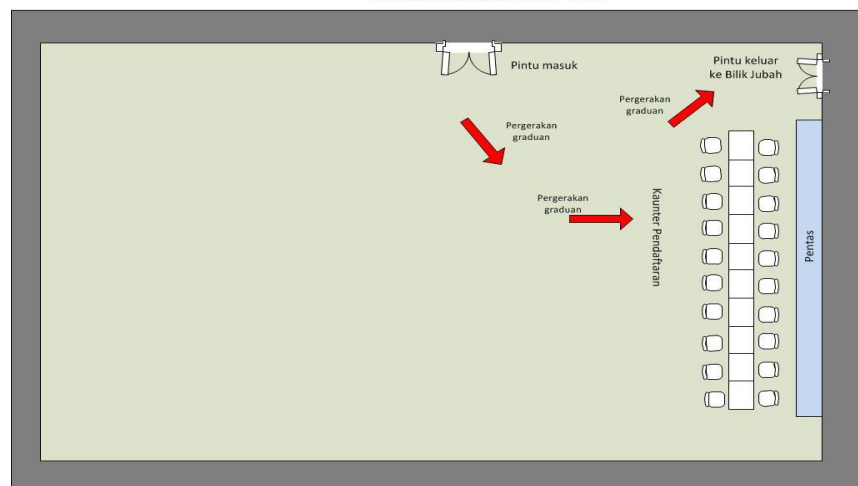 Pintu masuk
Pintu keluar
ke Bilik Jubah
Pergerakan
graduan
Pergerakan
graduan
Pergerakan
graduan
Kaunter Pendaftaran
Pentas